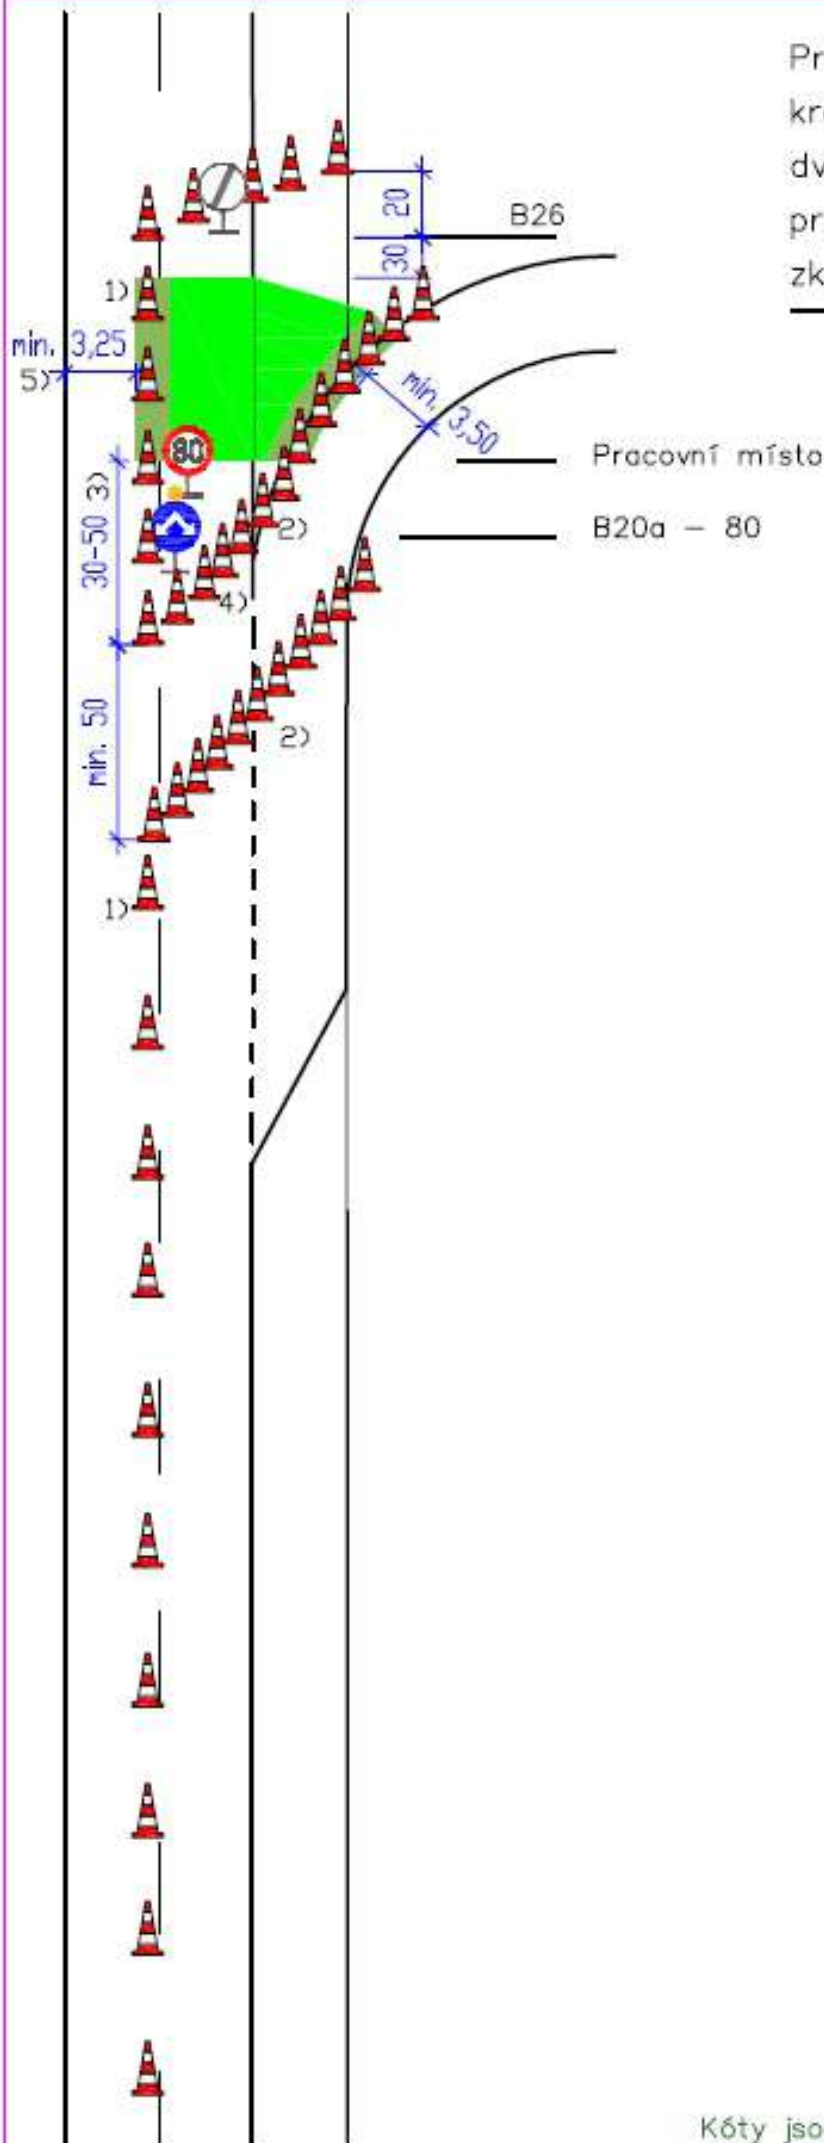 Pr
kr
dv
pr
zk
20
B26
30
1)
min. 3,25
5)
min. 3,50
80
Pracovní místo
3)
30-50
2)
B20a – 80
4)
min. 50
2)
1)
Kóty jso